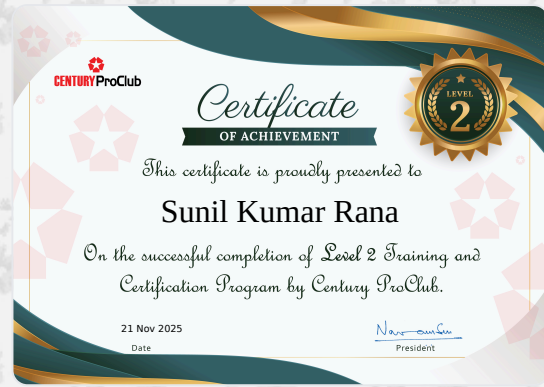 CENTURY ProClub
Certificate
OF ACHIEVEMENT
LEVEL
2
This certificate is proudly presented to
Sunil Kumar Rana
On the successful completion of Level 2 Training and
Certification Program by Century ProClub.
21 Nov 2025
Date
President